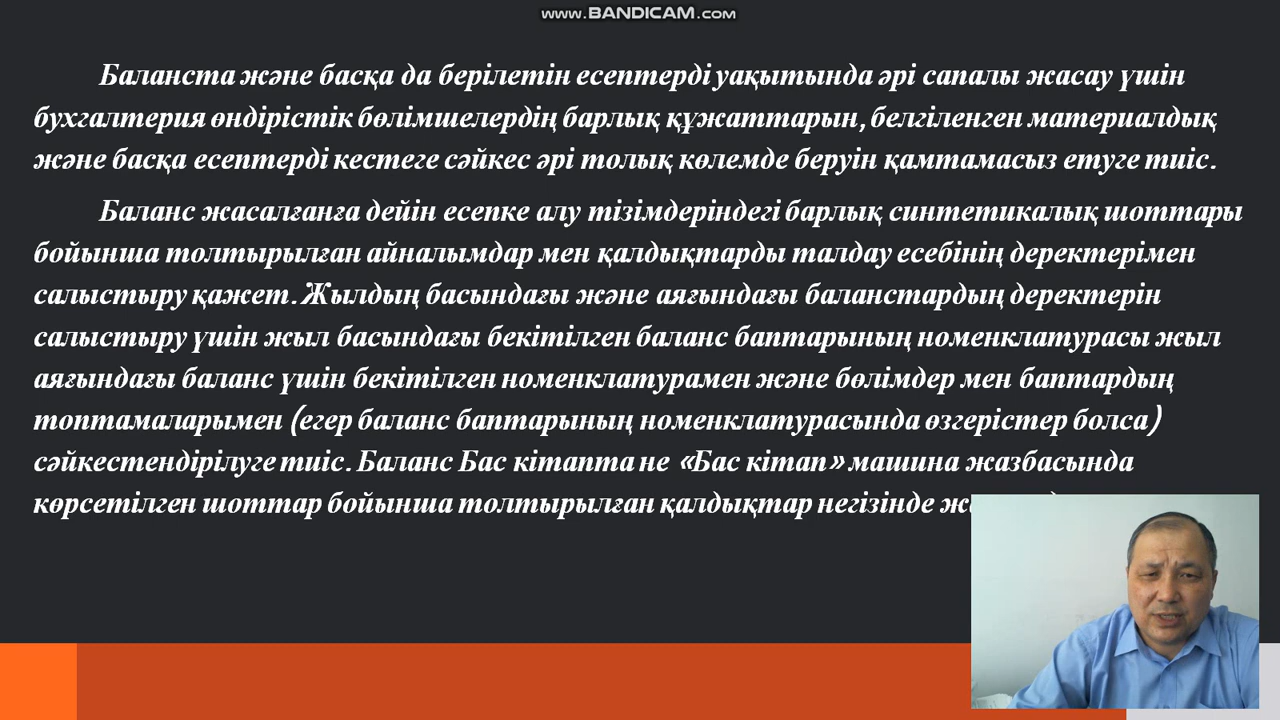 www.BANDICAM.com
Баланста және басқа да берілетін есептерді уақытында әрі сапалы жасау үшін
бухгалтерия өндірістік бөлімшелердің барлық құжаттарын, белгіленген материалдық
және басқа есептерді кестеге сәйкес әрі толық көлемде беруін қамтамасыз етуге тиіс.
Баланс жасалғанға дейін есепке алу тізімдеріндегі барлық синтетикалық шоттары
бойынша толтырылған айналымдар мен қалдықтарды талдау есебінің деректерімен
салыстыру қажет. Жылдың басындағы және аяғындағы баланстардың деректерін
салыстыру үшін жыл басындағы бекітілген баланс баптарының номенклатурасы жыл
аяғындағы баланс үшін бекітілген номенклатурамен және бөлімдер мен баптардың
топтамаларымен (егер баланс баптарының номенклатурасында өзгерістер болса)
сәйкестендірілуге тиіс. Баланс Бас кітапта не «Бас кітап» машина жазбасында
көрсетілген шоттар бойынша толтырылған қалдықтар негізінде